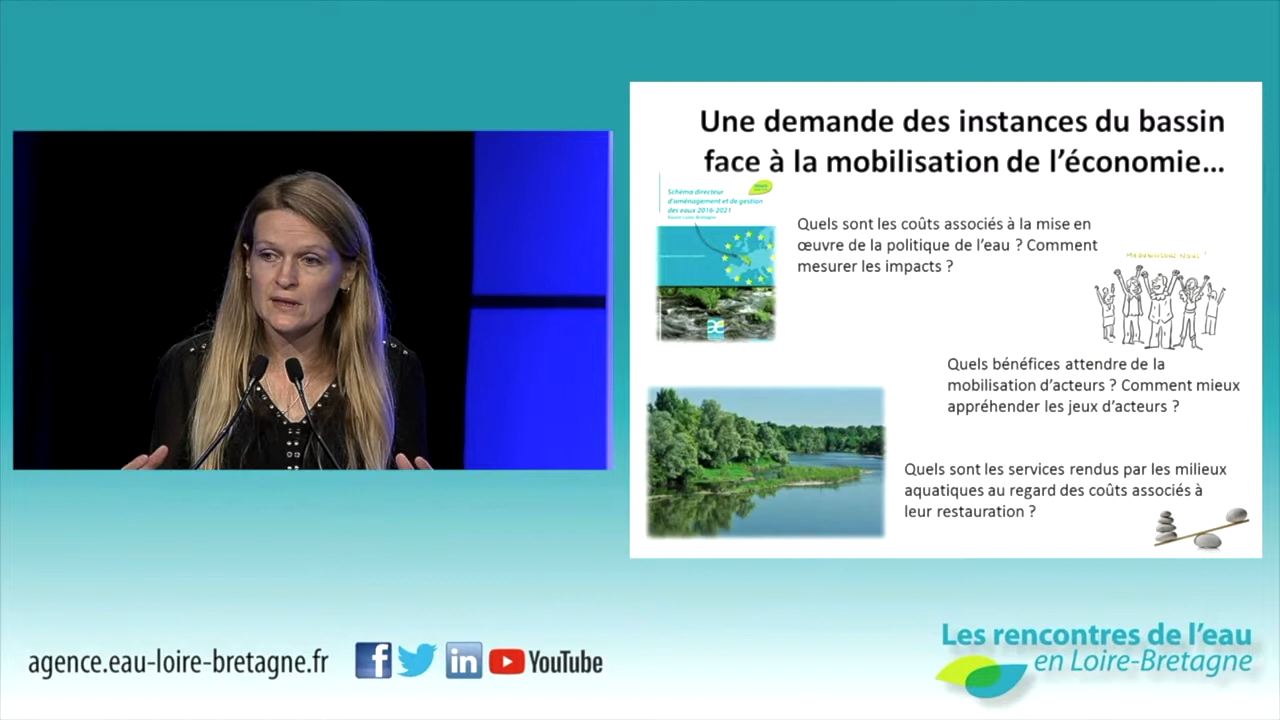 Une demande des instances du bassin
face à la mobilisation de l’économie…
Schéma directeur
d'aménagement et de gestion
des eaux 2016-2021
Bassin Loire-Bretagne
Quels sont les coûts associés à la mise en
œuvre de la politique de l’eau ? Comment
mesurer les impacts ?
Quels bénéfices attendre de la
mobilisation d’acteurs ? Comment mieux
appréhender les jeux d’acteurs ?
Quels sont les services rendus par les milieux
aquatiques au regard des coûts associés à
leur restauration ?
agence.eau-loire-bretagne.fr
YouTube
Les rencontres de l’eau
en Loire-Bretagne